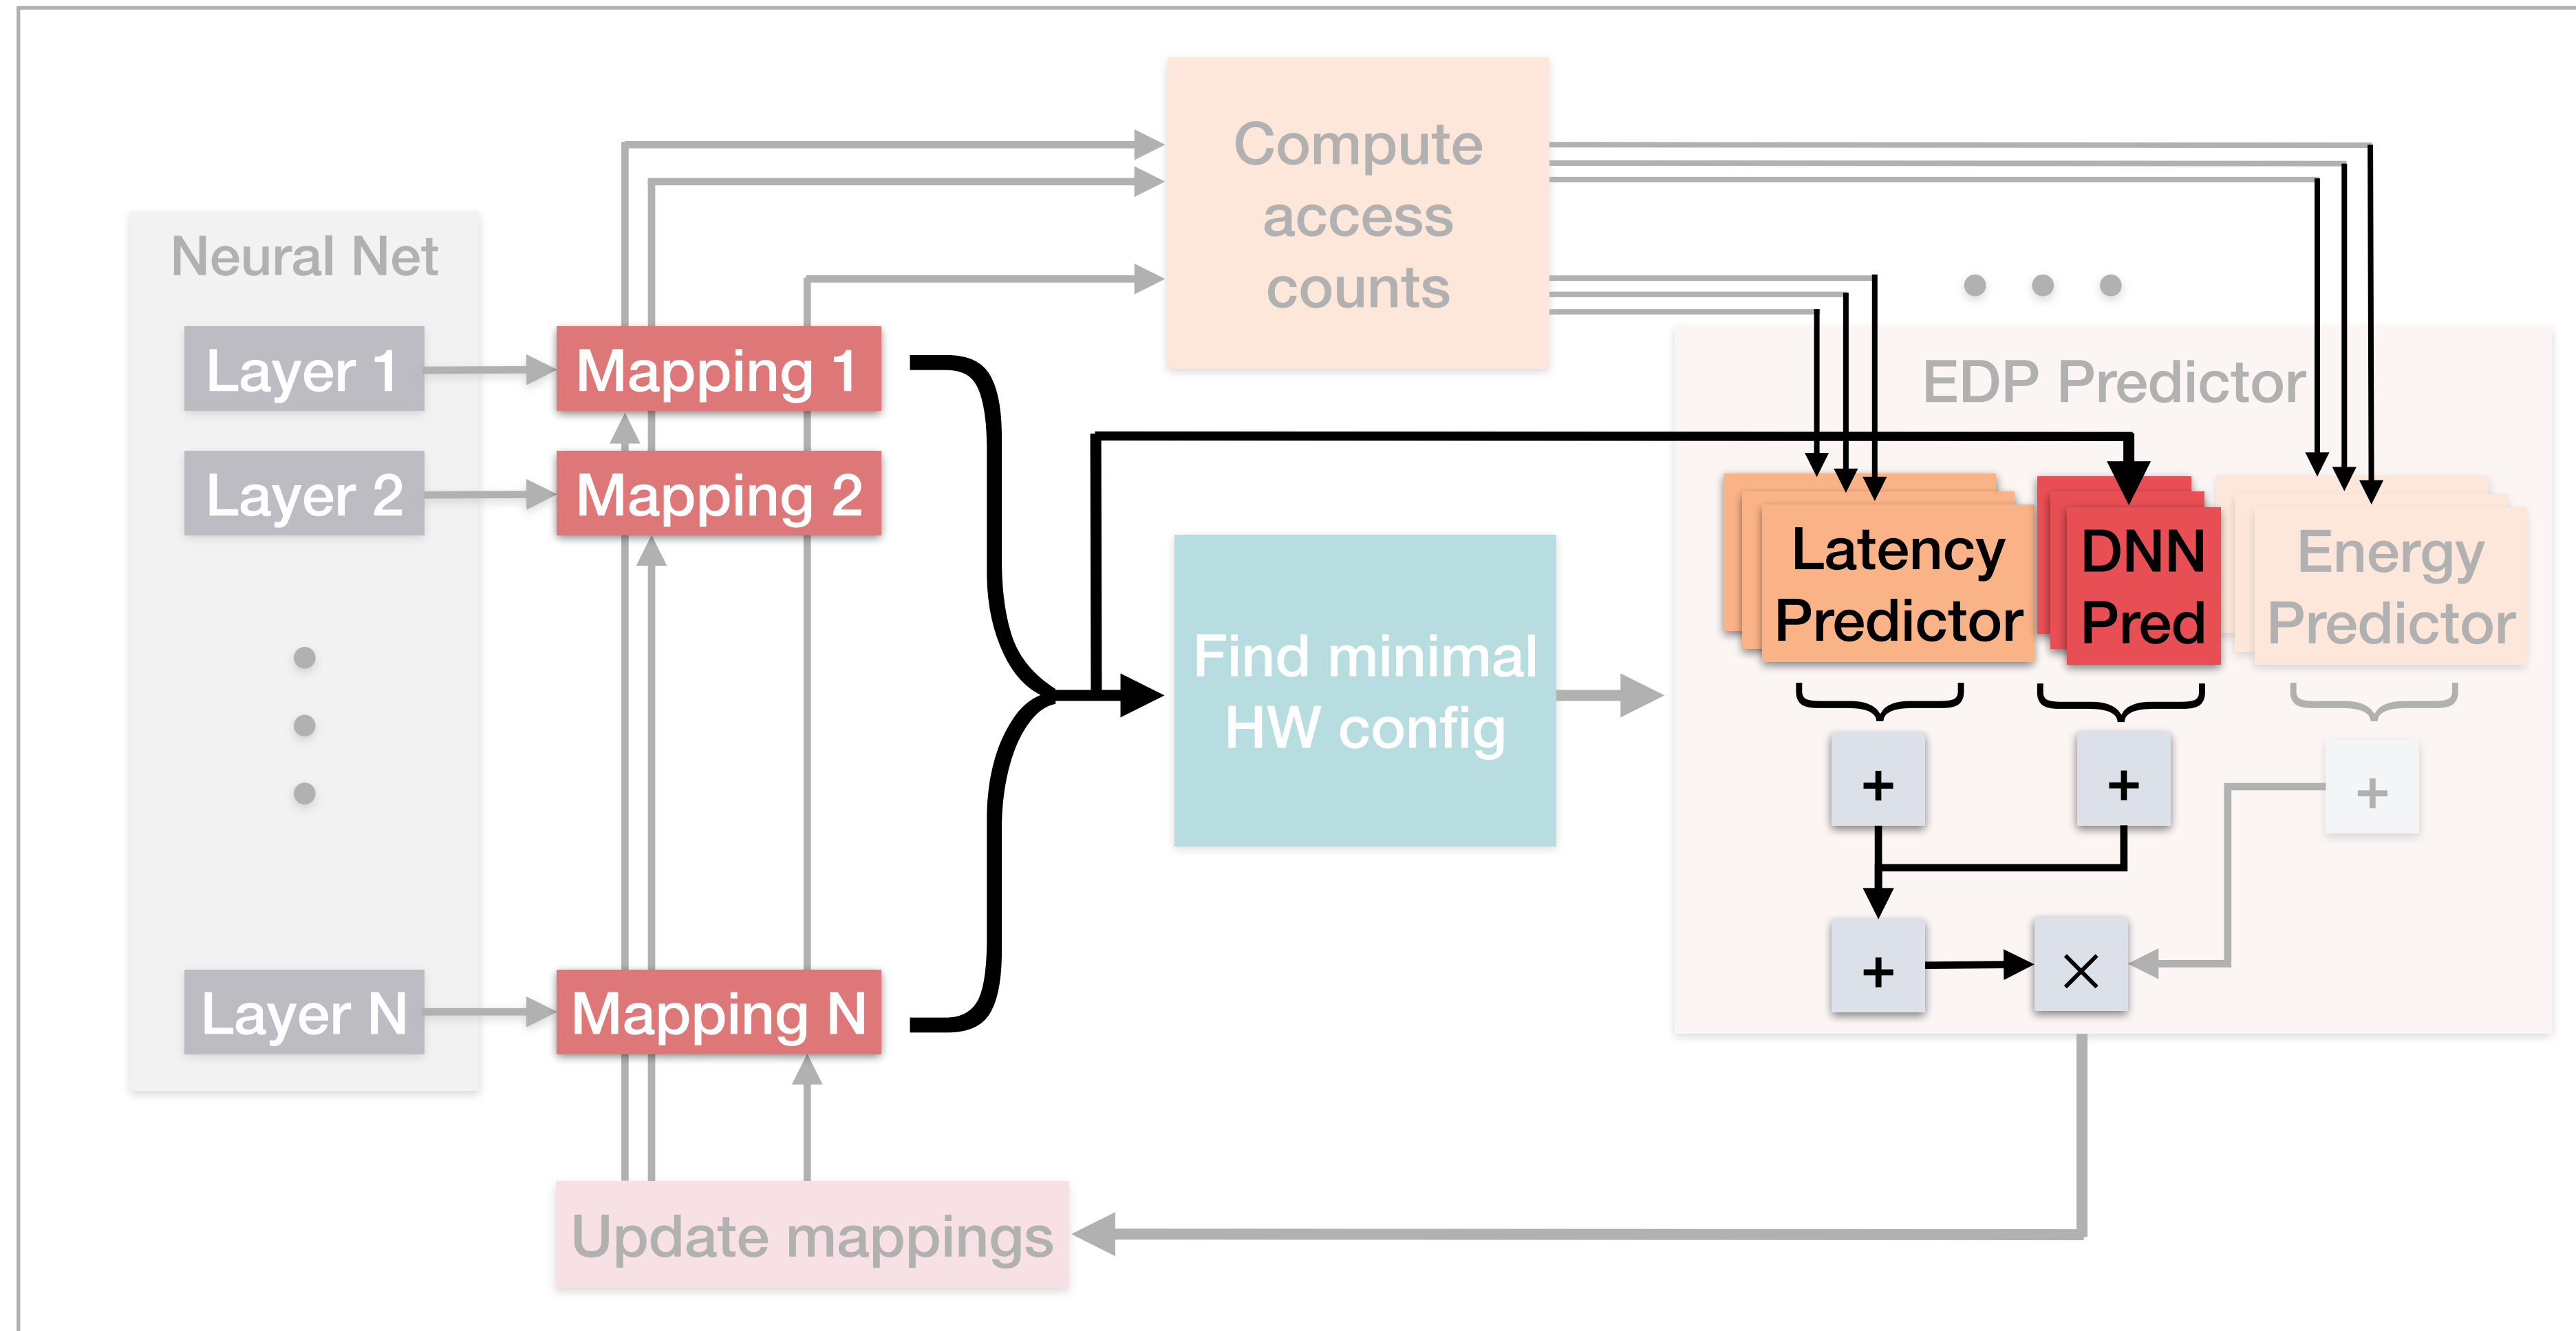 Neural Net
Layer 1
Layer 2
Layer N
Mapping 1
Mapping 2
Mapping N
Update mappings
Compute
access
counts
Find minimal
HW config
EDP Predictor
Latency
Predictor
DNN
Pred
Energy
Predictor
+
+
+
+
×